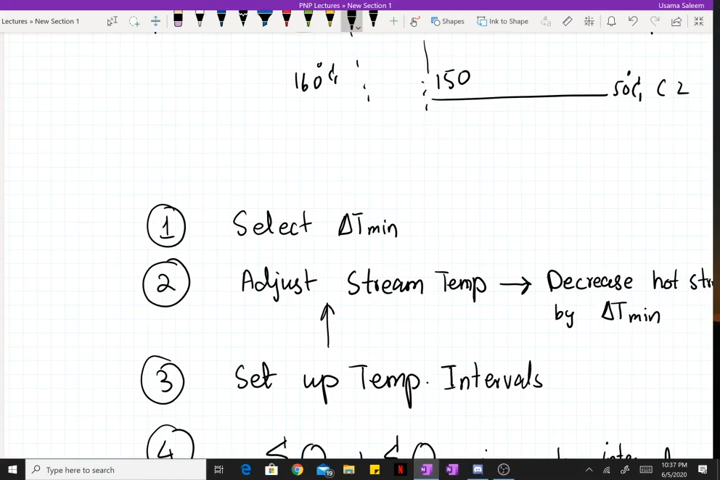 PNP Lectures » New Section 1
Usama Saleem
PNP Lectures » New Section 1
Shapes
Ink to Shape
160°C
150
50°C C2
1 Select ΔTmin
2 Adjust Stream Temp → Decrease hot str
by ΔTmin
3 Set up Temp. Intervals
4
Type here to search
10:37 PM
6/5/2020